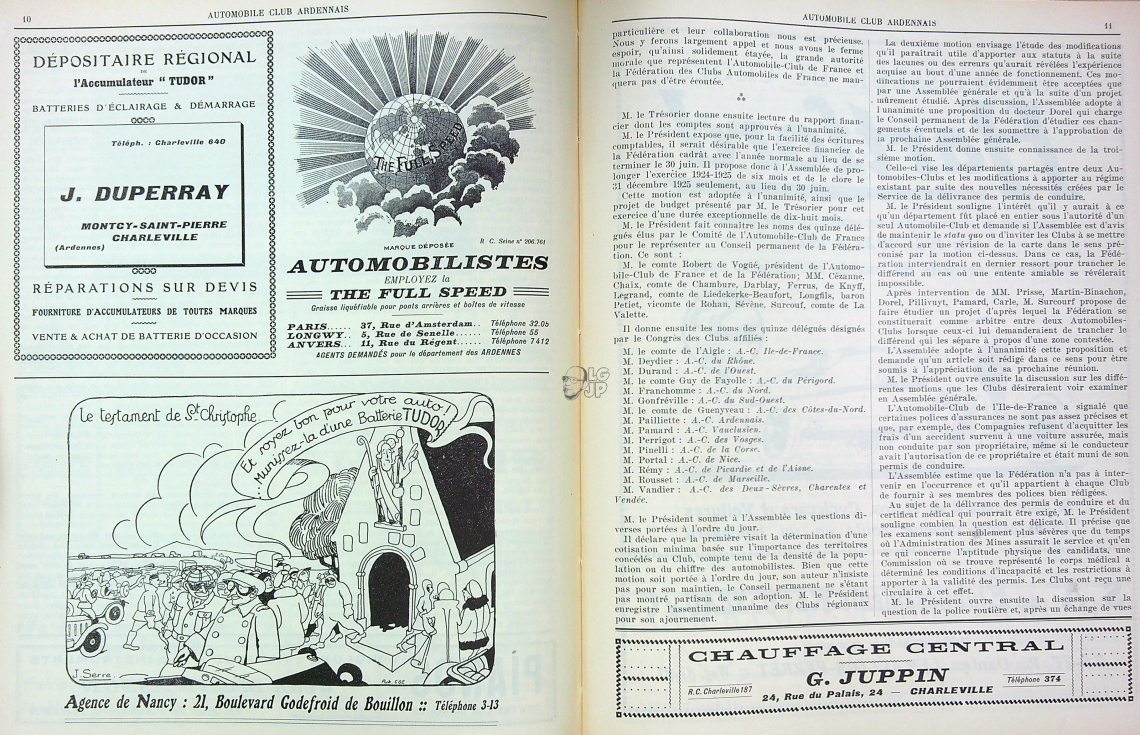 10
AUTOMOBILE CLUB ARDENNAIS
DÉPOSITAIRE RÉGIONAL
DE
l'Accumulateur “ TUDOR ”
BATTERIES D'ÉCLAIRAGE & DÉMARRAGE
Téléph. : Charleville 640
J. DUPERRAY
MONTCY-SAINT-PIERRE
CHARLEVILLE
(Ardennes)
RÉPARATIONS SUR DEVIS
FOURNITURE D'ACCUMULATEURS DE TOUTES MARQUES
VENTE & ACHAT DE BATTERIE D'OCCASION
THE FULL SPEED
MARQUE DÉPOSÉE
R. C. Seine n° 206.761
AUTOMOBILISTES
EMPLOYEZ la
THE FULL SPEED
Graisse liquéfiable pour ponts arrières et boîtes de vitesse
PARIS...... 37, Rue d'Amsterdam.. Téléphone 32.0b
LONGWY.. 5, Rue de Senelle...... Téléphone 55
ANVERS... 11, Rue du Régent..... Téléphone 7412
AGENTS DEMANDÉS pour le département des ARDENNES
Le testament de St Christophe...
Et soyez bon pour votre auto !
...Munissez-la d'une Batterie TUDOR
J. Serre.
Agence de Nancy : 21, Boulevard Godefroid de Bouillon :: Téléphone 3-13
LG
JP
AUTOMOBILE CLUB ARDENNAIS
11
particulière et leur collaboration nous est précieuse.
Nous y ferons largement appel et nous avons le ferme
espoir, qu'ainsi solidement étayée, la grande autorité
morale que représentent l'Automobile-Club de France et
la Fédération des Clubs Automobiles de France ne man-
quera pas d'être écoutée.
M. le Trésorier donne ensuite lecture du rapport finan-
cier dont les comptes sont approuvés à l'unanimité.
M. le Président expose que, pour la facilité des écritures
comptables, il serait désirable que l'exercice financier de
la Fédération cadrât avec l'année normale au lieu de se
terminer le 30 juin. Il propose donc à l'Assemblée de pro-
longer l'exercice 1924-1925 de six mois et de le clore le
31 décembre 1925 seulement, au lieu du 30 juin.
Cette motion est adoptée à l'unanimité, ainsi que le
projet de budget présenté par M. le Trésorier pour cet
exercice d'une durée exceptionnelle de dix-huit mois.
M. le Président fait connaître les noms des quinze délé-
gués élus par le Comité de l'Automobile-Club de France
pour le représenter au Conseil permanent de la Fédéra-
tion. Ce sont :
M. le comte Robert de Vogüé, président de l'Automo-
bile-Club de France et de la Fédération; MM. Cézanne,
Chaix, comte de Chambure, Darblay, Ferrus, de Knyff,
Legrand, comte de Liedekerke-Beaufort, Longfils, baron
Petiet, vicomte de Rohan, Sévène, Surcouf, comte de La
Valette.
Il donne ensuite les noms des quinze délégués désignés
par le Congrès des Clubs affiliés :
M. le comte de l'Aigle : A.-C. Ile-de-France.
M. Deydier : A.-C. du Rhône.
M. Durand : A.-C. de l'Ouest.
M. le comte Guy de Fayolle : A.-C. du Périgord.
M. Franchomme : A.-C. du Nord.
M. Gonfréville : A.-C. du Sud-Ouest.
M. le comte de Guenyveau : A.-C. des Côtes-du-Nord.
M. Pailliette : A.-C. Ardennais.
M. Pamard : A.-C. Vauclusien.
M. Perrigot : A.-C. des Vosges.
M. Pinelli : A.-C. de la Corse.
M. Portal : A.-C. de Nice.
M. Rémy : A.-C. de Picardie et de l'Aisne.
M. Rousset : A.-C. de Marseille.
M. Vandier : A.-C. des Deux-Sèvres, Charentes et
Vendée.
M. le Président soumet à l'Assemblée les questions di-
verses portées à l'ordre du jour.
Il déclare que la première visait la détermination d'une
cotisation minima basée sur l'importance des territoires
concédés au Club, compte tenu de la densité de la popu-
lation ou du chiffre des automobilistes. Bien que cette
motion soit portée à l'ordre du jour, son auteur n'insiste
pas pour son maintien, le Conseil permanent ne s'étant
pas montré partisan de son adoption. M. le Président
enregistre l'assentiment unanime des Clubs régionaux
pour son ajournement.
La deuxième motion envisage l'étude des modifications
qu'il paraîtrait utile d'apporter aux statuts à la suite
des lacunes ou des erreurs qu'aurait révélées l'expérience
acquise au bout d'une année de fonctionnement. Ces mo-
dincations ne pourraient évidemment être acceptées que
par une Assemblée générale et qu'à la suite d'un projet
mûrement étudié. Après discussion, l'Assemblée adopte à
l'unanimité une proposition du docteur Dorel qui charge
le Conseil permanent de la Fédération d'étudier ces chan-
gements éventuels et de les soumettre à l'approbation de
la prochaine Assemblée générale.
M. le Président donne ensuite connaissance de la troi-
sième motion.
Celle-ci vise les départements partagés entre deux Au-
tomobiles-Clubs et les modifications à apporter au régime
existant par suite des nouvelles nécessités créées par le
Service de la délivrance des permis de conduire.
M. le Président souligne l'intérêt qu'il y aurait à ce
qu'un département fût placé en entier sous l'autorité d'un
seul Automobile-Club et demande si l'Assemblée est d'avis
de maintenir le statu quo ou d'inviter les Clubs à se mettre
d'accord sur une révision de la carte dans le sens pré-
conisé par la motion ci-dessus. Dans ce cas, la Fédé-
ration interviendrait en dernier ressort pour trancher le
différend au cas où une entente amiable se révèlerait
impossible.
Après intervention de MM. Prisse, Martin-Binachon,
Dorel, Pillivuyt, Pamard, Carle, M. Surcouf propose de
faire étudier un projet d'après lequel la Fédération se
constituerait comme arbitre entre deux Automobiles-
Clubs lorsque ceux-ci lui demanderaient de trancher le
différend qui les sépare à propos d'une zone contestée.
L'Assemblée adopte à l'unanimité cette proposition et
demande qu'un article soit rédigé dans ce sens pour être
soumis à l'appréciation de sa prochaine réunion.
M. le Président ouvre ensuite la discussion sur les diffé-
rentes motions que les Clubs désireraient voir examiner
en Assemblée générale.
L'Automobile-Club de l'Ile-de-France a signalé que
certaines polices d'assurances ne sont pas assez précises et
que, par exemple, des Compagnies refusent d'acquitter les
frais d'un acccident survenu à une voiture assurée, mais
non conduite par son propriétaire, même si le conducteur
avait l'autorisation de ce propriétaire et était muni de son
permis de conduire.
L'Assemblée estime que la Fédération n'a pas à inter-
venir en l'occurrence et qu'il appartient à chaque Club
de fournir à ses membres des polices bien rédigées.
Au sujet de la délivrance des permis de conduire et du
certificat médical qui pourrait être exigé, M. le Président
souligne combien la question est délicate. Il précise que
les examens sont sensiblement plus sévères que du temps
où l'Administration des Mines assurait le service et qu'en
ce qui concerne l'aptitude physique des candidats, une
Commission où se trouve représenté le corps médical a
déterminé les conditions d'incapacité et les restrictions à
apporter à la validité des permis. Les Clubs ont reçu une
circulaire à cet effet.
M. le Président ouvre ensuite la discussion sur la
question de la police routière et, après un échange de vues
CHAUFFAGE CENTRAL
G. JUPPIN
R.C. Charleville 187
Téléphone 374
24, Rue du Palais, 24 — CHARLEVILLE